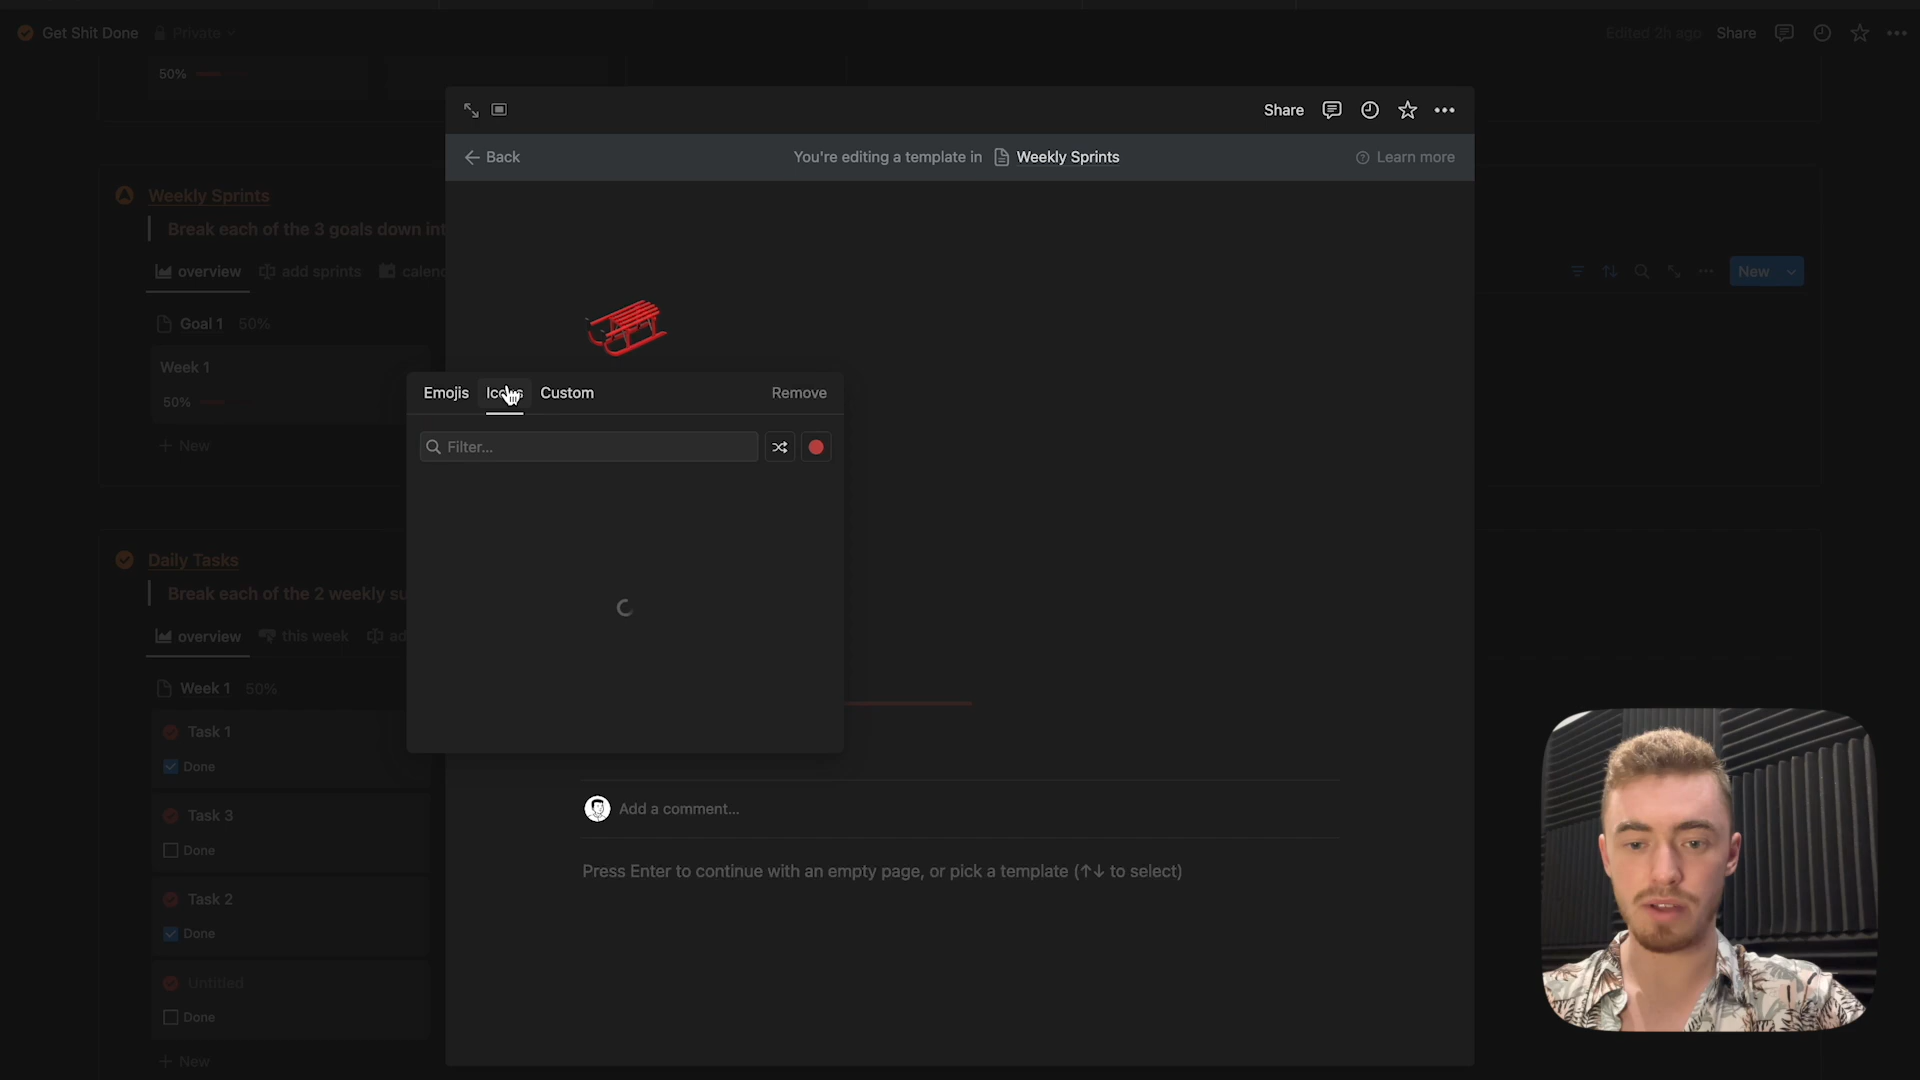 Get Shit Done Private
Edited 2h ago Share
50%
Share
Back
You're editing a template in Weekly Sprints
Learn more
Weekly Sprints
Break each of the 3 goals down int
overview add sprints calend
New
Goal 1 50%
Week 1
50%
+ New
Emojis Icons Custom Remove
Filter...
Daily Tasks
Break each of the 2 weekly su
overview this week ad
Week 1 50%
Task 1
Done
Task 3
Done
Task 2
Done
Untitled
Done
+ New
Add a comment...
Press Enter to continue with an empty page, or pick a template (↑↓ to select)